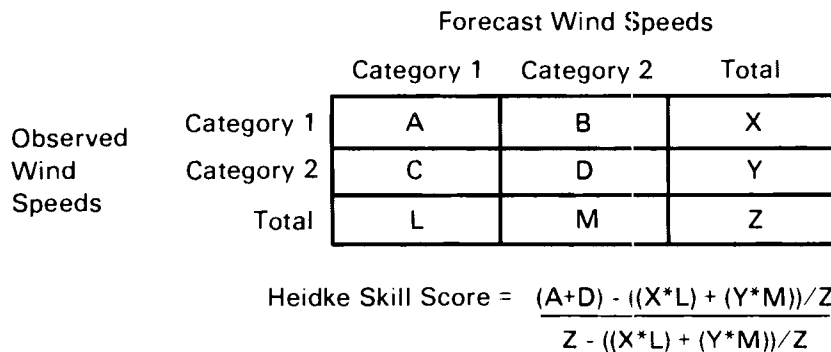 Forecast Wind Speeds
Category 1 Category 2 Total
Observed
Wind
Speeds
Category 1 A B X
Category 2 C D Y
Total L M Z
Heidke Skill Score = (A+D) - ((X*L) + (Y*M))/Z
Z - ((X*L) + (Y*M))/Z